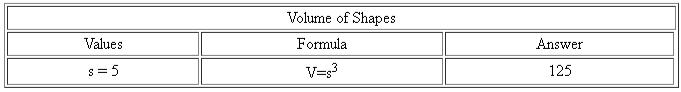 Volume of Shapes
Values Formula Answer
s = 5 V=s³ 125